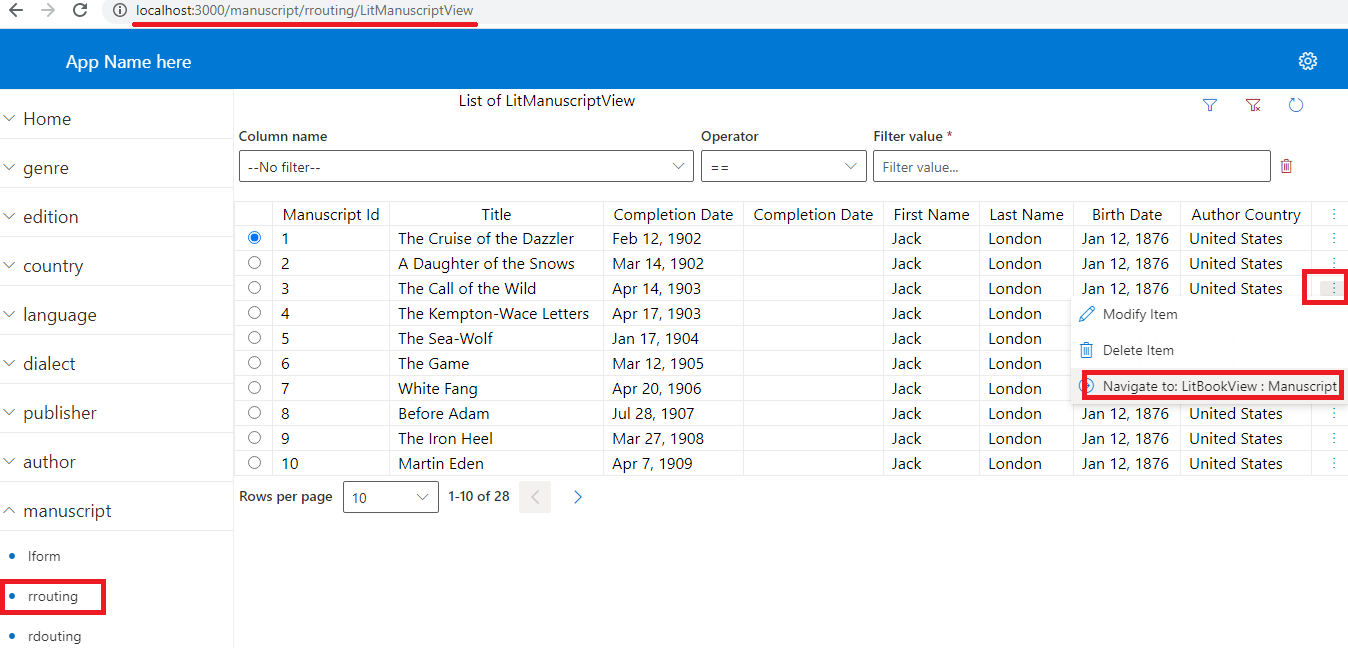 localhost:3000/manuscript/rrouting/LitManuscriptView
App Name here
Home
genre
edition
country
language
dialect
publisher
author
manuscript
lform
rrouting
rdouting
List of LitManuscriptView
Column name Operator Filter value *
--No filter-- == Filter value...
Manuscript Id Title Completion Date Completion Date First Name Last Name Birth Date Author Country
1 The Cruise of the Dazzler Feb 12, 1902 Jack London Jan 12, 1876 United States
2 A Daughter of the Snows Mar 14, 1902 Jack London Jan 12, 1876 United States
3 The Call of the Wild Apr 14, 1903 Jack London Jan 12, 1876 United States
4 The Kempton-Wace Letters Apr 17, 1903 Jack London
5 The Sea-Wolf Jan 17, 1904 Jack London
6 The Game Mar 12, 1905 Jack London
7 White Fang Apr 20, 1906 Jack London
8 Before Adam Jul 28, 1907 Jack London Jan 12, 1876 United States
9 The Iron Heel Mar 27, 1908 Jack London Jan 12, 1876 United States
10 Martin Eden Apr 7, 1909 Jack London Jan 12, 1876 United States
Modify Item
Delete Item
Navigate to: LitBookView : Manuscript
Rows per page 10 1-10 of 28